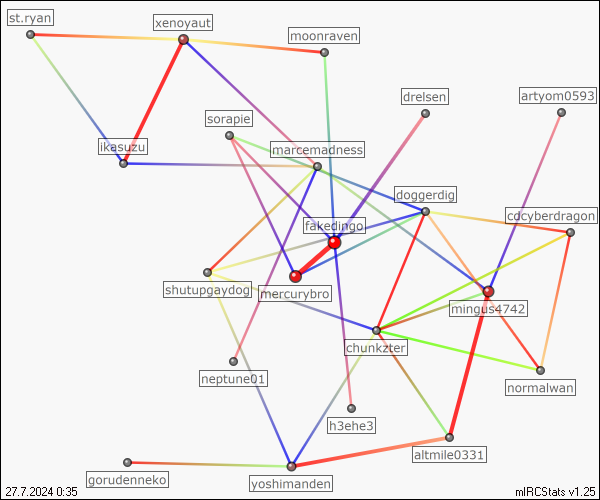 st.ryan
xenoyaut
moonraven
drelsen
artyom0593
sorapie
ikasuzu
marcemadness
doggerdig
cdcyberdragon
fakedingo
shutupgaydog
mercurybro
mingus4742
chunkzter
neptune01
normalwan
h3ehe3
altmile0331
gorudenneko
yoshimanden
27.7.2024 0:35
mIRCStats v1.25